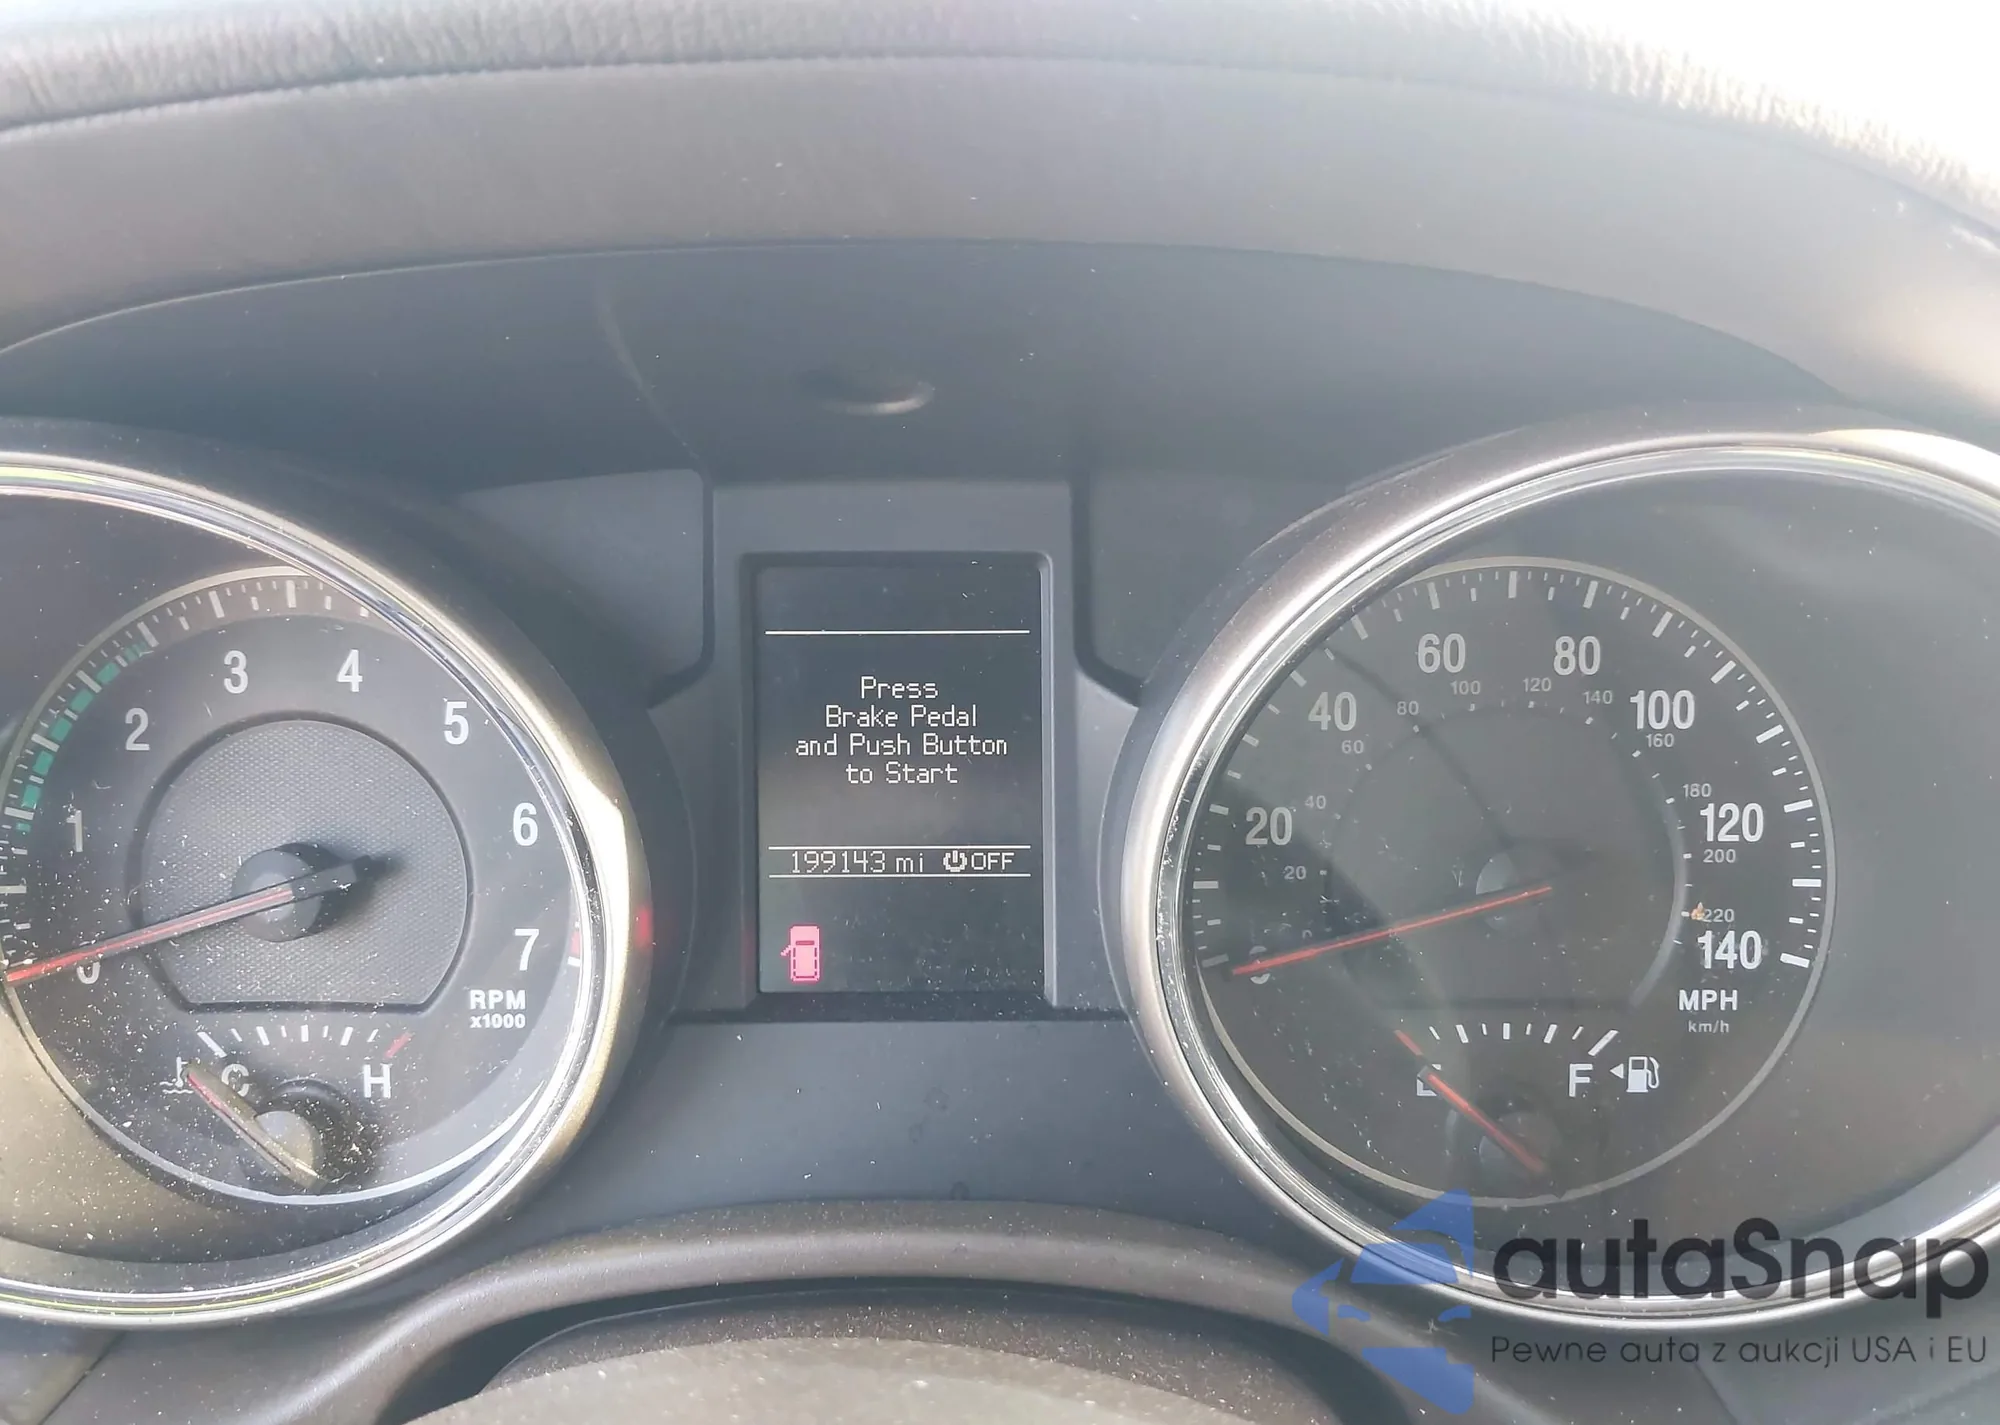 Press
Brake Pedal
and Push Button
to Start
199143 mi OFF
0 1 2 3 4 5 6 7
RPM
x1000
C H
20 40 60 80 100 120 140
20 40 60 80 100 120 140 160 180 200 220
MPH
km/h
E F
autaSnap
Pewne auta z aukcji USA i EU